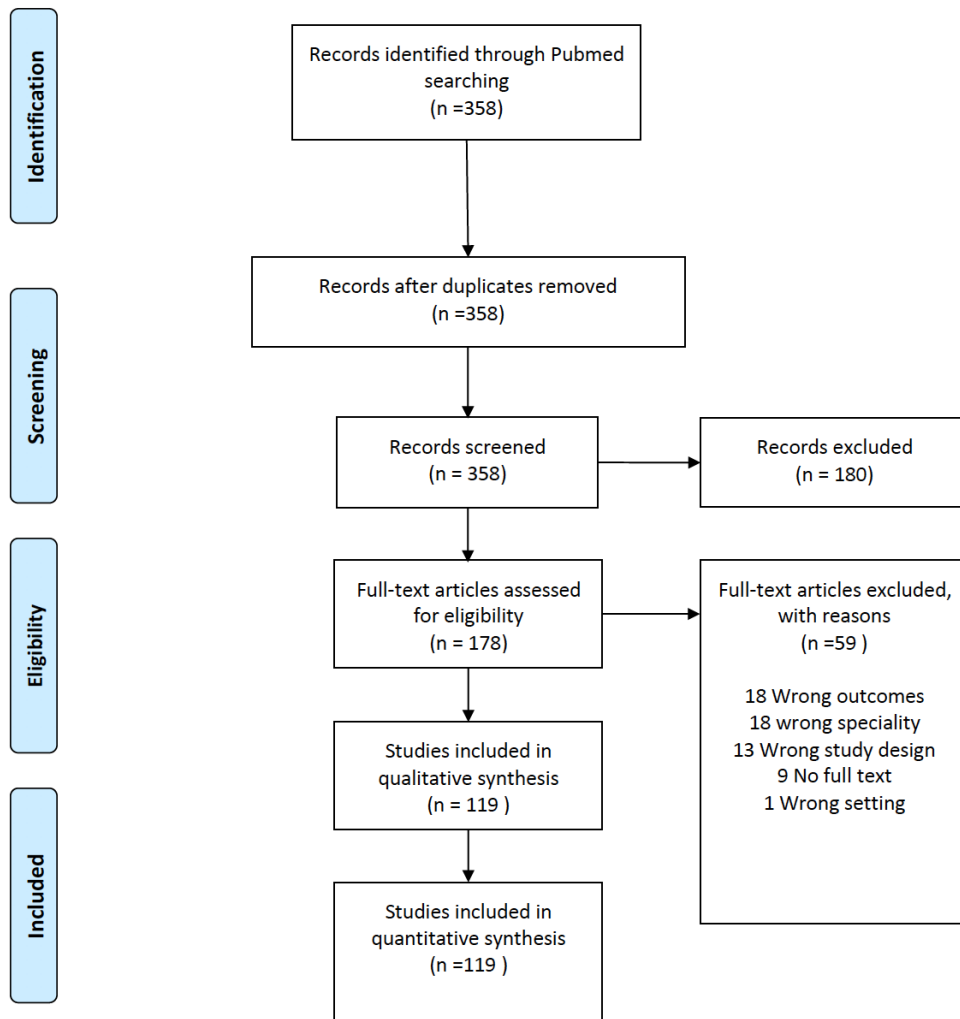 Identification
Records identified through Pubmed
searching
(n =358)
Records after duplicates removed
(n =358)
Screening
Records screened
(n = 358)
Records excluded
(n = 180)
Eligibility
Full-text articles assessed
for eligibility
(n = 178)
Full-text articles excluded,
with reasons
(n =59 )
18 Wrong outcomes
18 wrong speciality
13 Wrong study design
9 No full text
1 Wrong setting
Studies included in
qualitative synthesis
(n = 119 )
Included
Studies included in
quantitative synthesis
(n =119 )